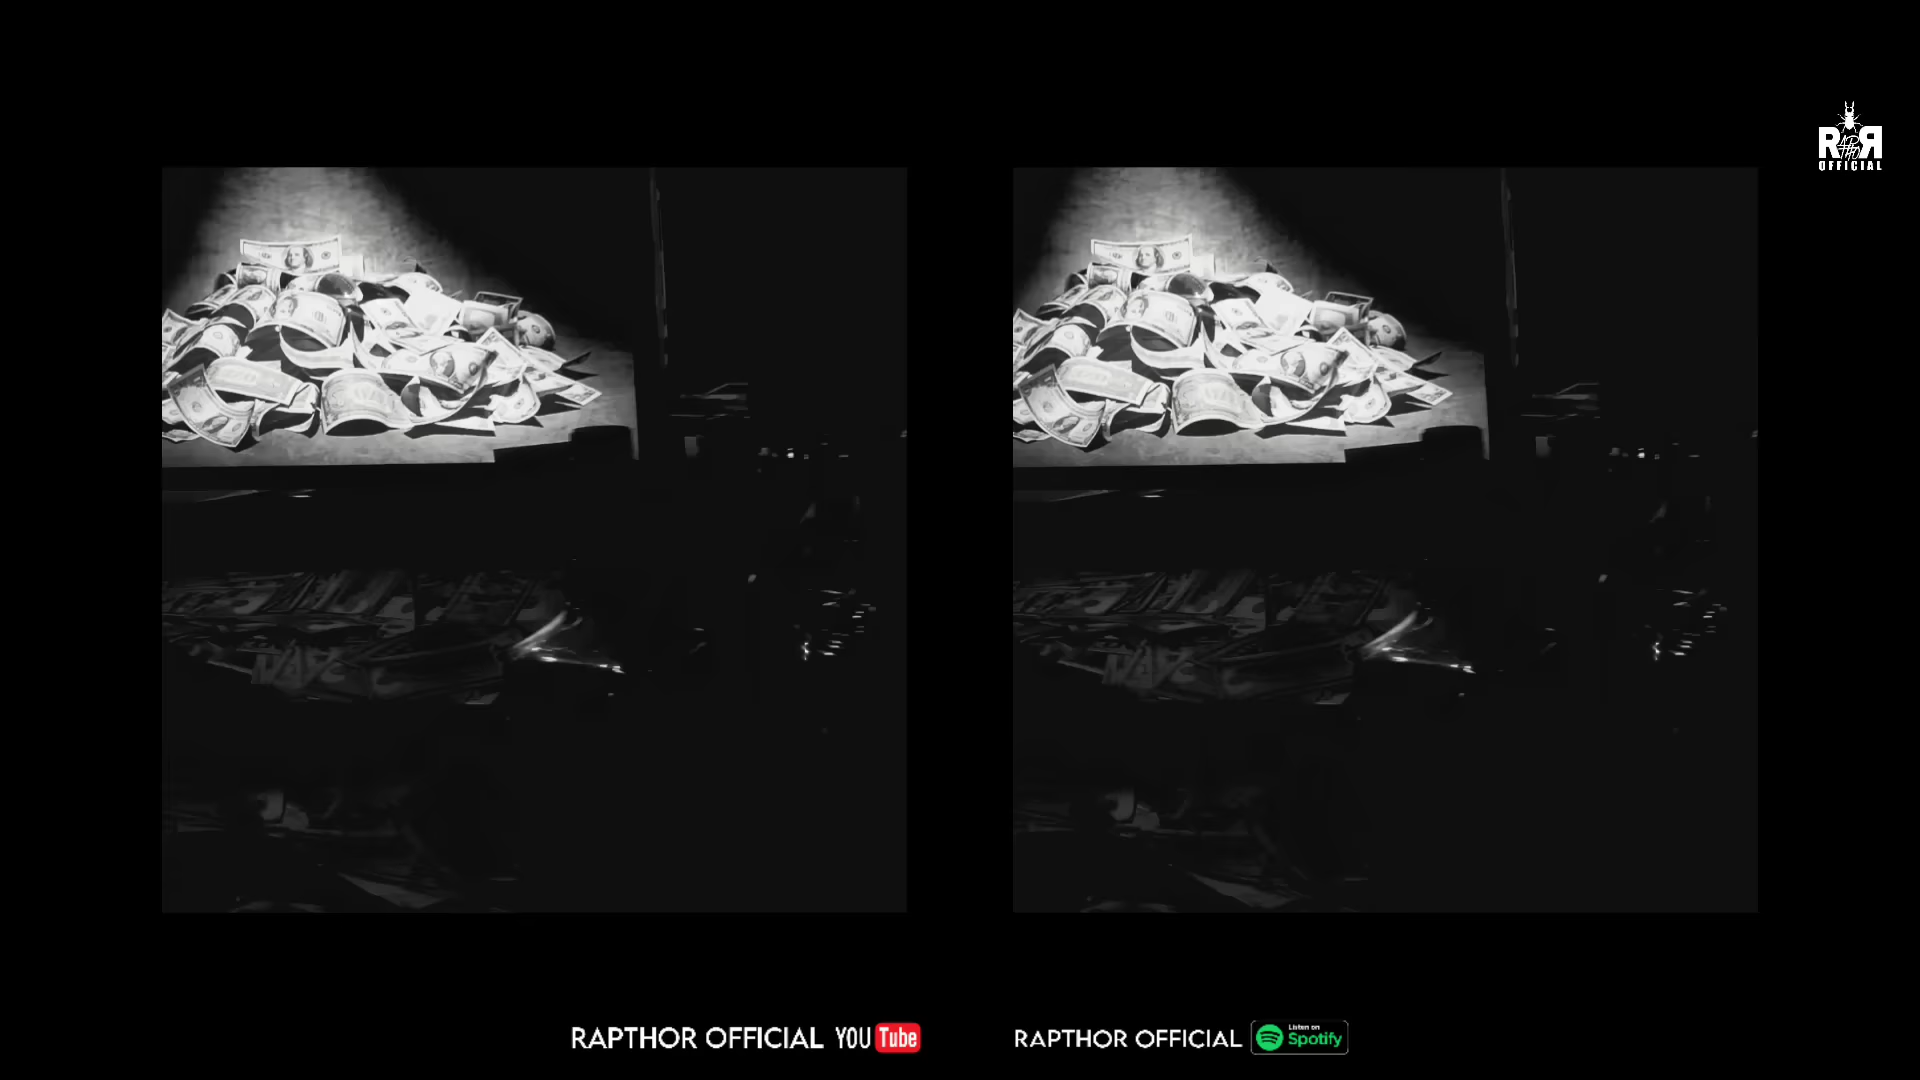 OFFICIAL
RAPTHOR OFFICIAL YOU Tube
RAPTHOR OFFICIAL Listen on Spotify